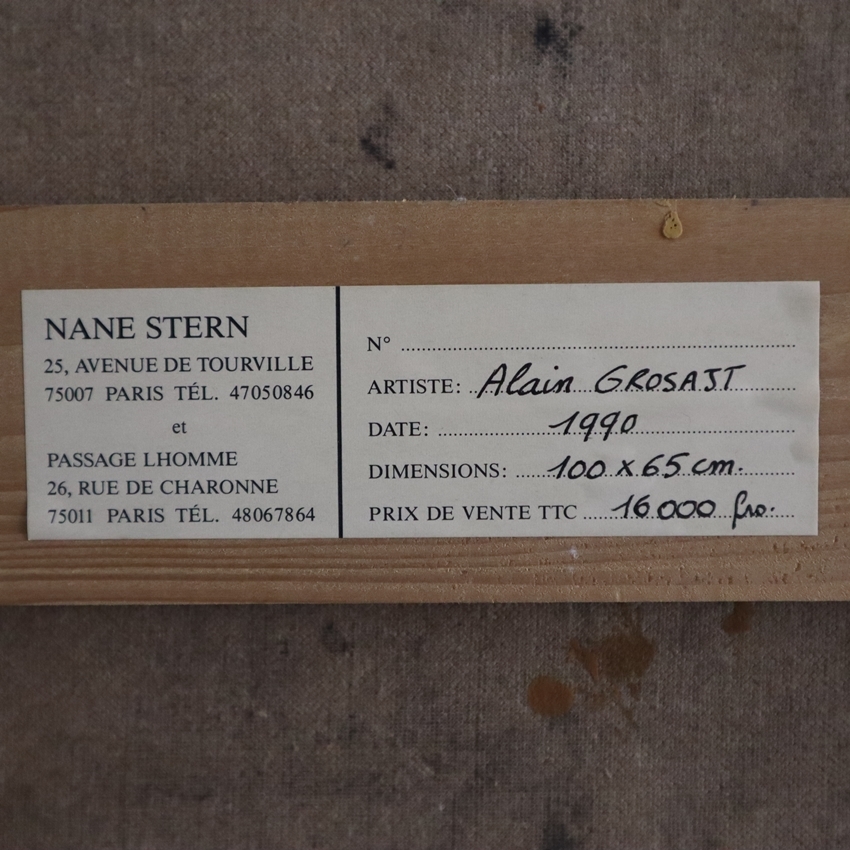 NANE STERN
25, AVENUE DE TOURVILLE
75007 PARIS TÉL. 47050846
et
PASSAGE LHOMME
26, RUE DE CHARONNE
75011 PARIS TÉL. 48067864
N°
ARTISTE: Alain GROSAJT
DATE: 1990
DIMENSIONS: 100 x 65 cm.
PRIX DE VENTE TTC 16 000 frs.